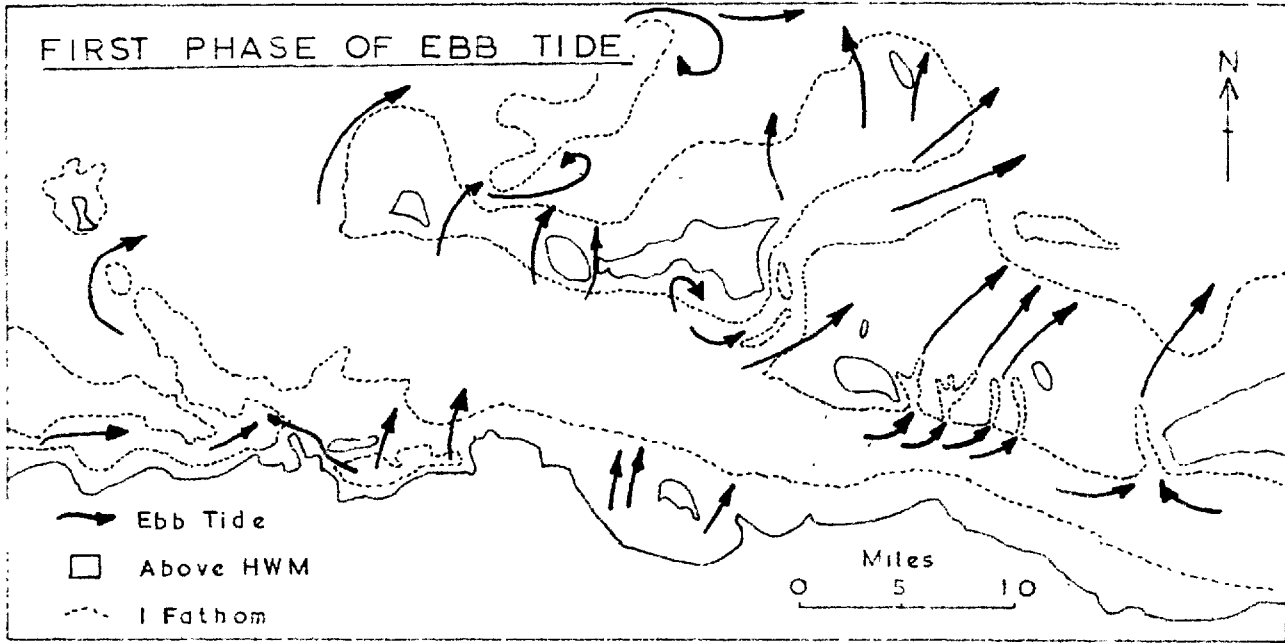 FIRST PHASE OF EBB TIDE
N
Ebb Tide
Above HWM
1 Fathom
Miles
0 5 10